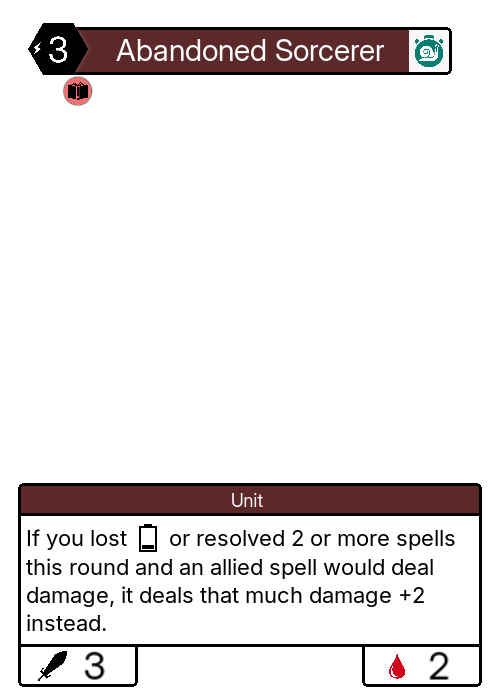 3 Abandoned Sorcerer
Unit
If you lost or resolved 2 or more spells
this round and an allied spell would deal
damage, it deals that much damage +2
instead.
3 2